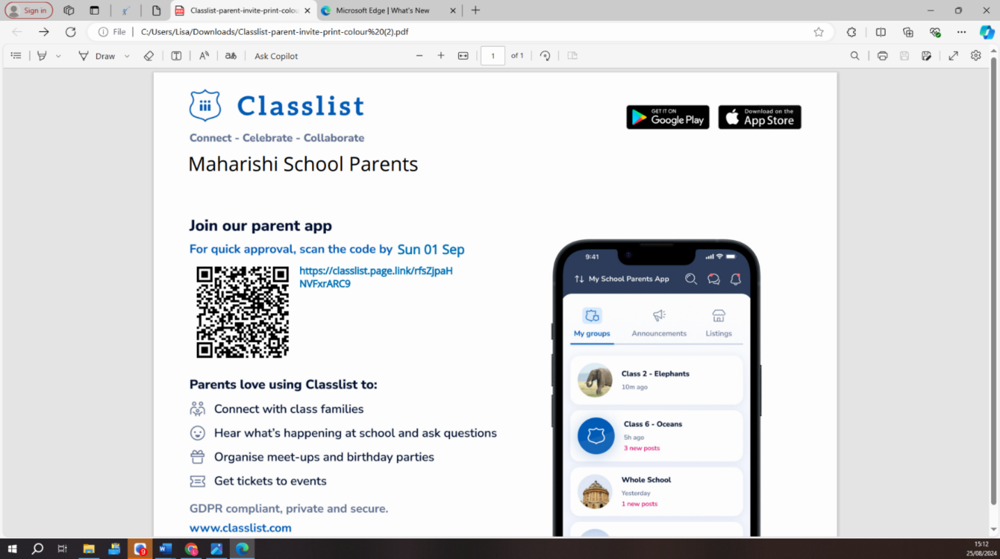 Sign in
Classlist-parent-invite-print-colou
Microsoft Edge | What's New
File
C:/Users/Lisa/Downloads/Classlist-parent-invite-print-colour%20(2).pdf
Draw
Ask Copilot
1
of 1
Classlist
GET IT ON
Google Play
Download on the
App Store
Connect - Celebrate - Collaborate
Maharishi School Parents
Join our parent app
For quick approval, scan the code by Sun 01 Sep
https://classlist.page.link/rfsZjpaH
NVFxrARC9
Parents love using Classlist to:
Connect with class families
Hear what's happening at school and ask questions
Organise meet-ups and birthday parties
Get tickets to events
GDPR compliant, private and secure.
www.classlist.com
9:41
My School Parents App
My groups
Announcements
Listings
Class 2 - Elephants
10m ago
Class 6 - Oceans
5h ago
3 new posts
Whole School
Yesterday
1 new posts
9
15:12
25/08/2024